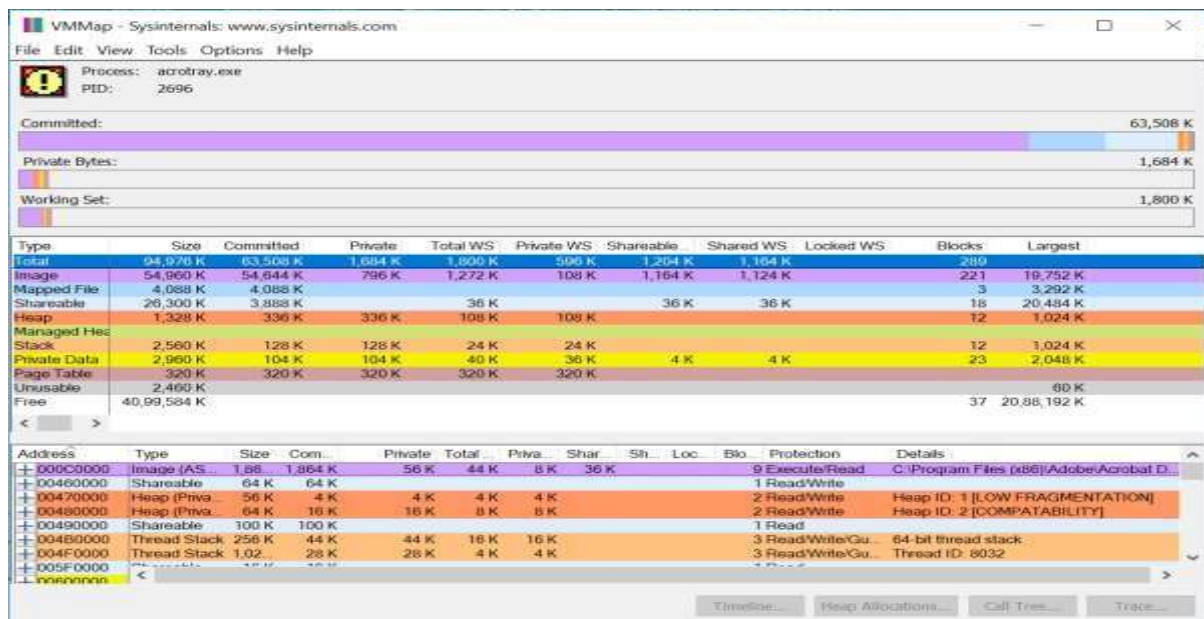 VMMap - Sysinternals: www.sysinternals.com
File Edit View Tools Options Help
Process: acrotray.exe
PID: 2696
Committed: 63,508 K
Private Bytes: 1,684 K
Working Set: 1,800 K
Type Size Committed Private Total WS Private WS Shareable... Shared WS Locked WS Blocks Largest
Total 94,976 K 63,508 K 1,684 K 1,800 K 596 K 1,204 K 1,164 K 289
Image 54,960 K 54,644 K 796 K 1,272 K 108 K 1,164 K 1,124 K 221 19,752 K
Mapped File 4,088 K 4,088 K 3 3,292 K
Shareable 26,300 K 3,888 K 36 K 36 K 36 K 18 20,484 K
Heap 1,328 K 336 K 336 K 108 K 108 K 12 1,024 K
Managed Hea
Stack 2,560 K 128 K 128 K 24 K 24 K 12 1,024 K
Private Data 2,960 K 104 K 104 K 40 K 36 K 4 K 4 K 23 2,048 K
Page Table 320 K 320 K 320 K 320 K 320 K
Unusable 2,460 K 60 K
Free 40,99,584 K 37 20,88,192 K
Address Type Size Com... Private Total... Priva... Shar... Sh... Loc... Blo... Protection Details
000C0000 Image (AS... 1,86... 1,864 K 56 K 44 K 8 K 36 K 9 Execute/Read C:\Program Files (x86)\Adobe\Acrobat D...
00460000 Shareable 64 K 64 K 1 Read/Write
00470000 Heap (Priva... 56 K 4 K 4 K 4 K 4 K 2 Read/Write Heap ID: 1 [LOW FRAGMENTATION]
00480000 Heap (Priva... 64 K 16 K 16 K 8 K 8 K 2 Read/Write Heap ID: 2 [COMPATABILITY]
00490000 Shareable 100 K 100 K 1 Read
004B0000 Thread Stack 256 K 44 K 44 K 16 K 16 K 3 Read/Write/Gu... 64-bit thread stack
004F0000 Thread Stack 1,02... 28 K 28 K 4 K 4 K 3 Read/Write/Gu... Thread ID: 8032
005F0000
00600000
Timeline... Heap Allocations... Call Tree... Trace...